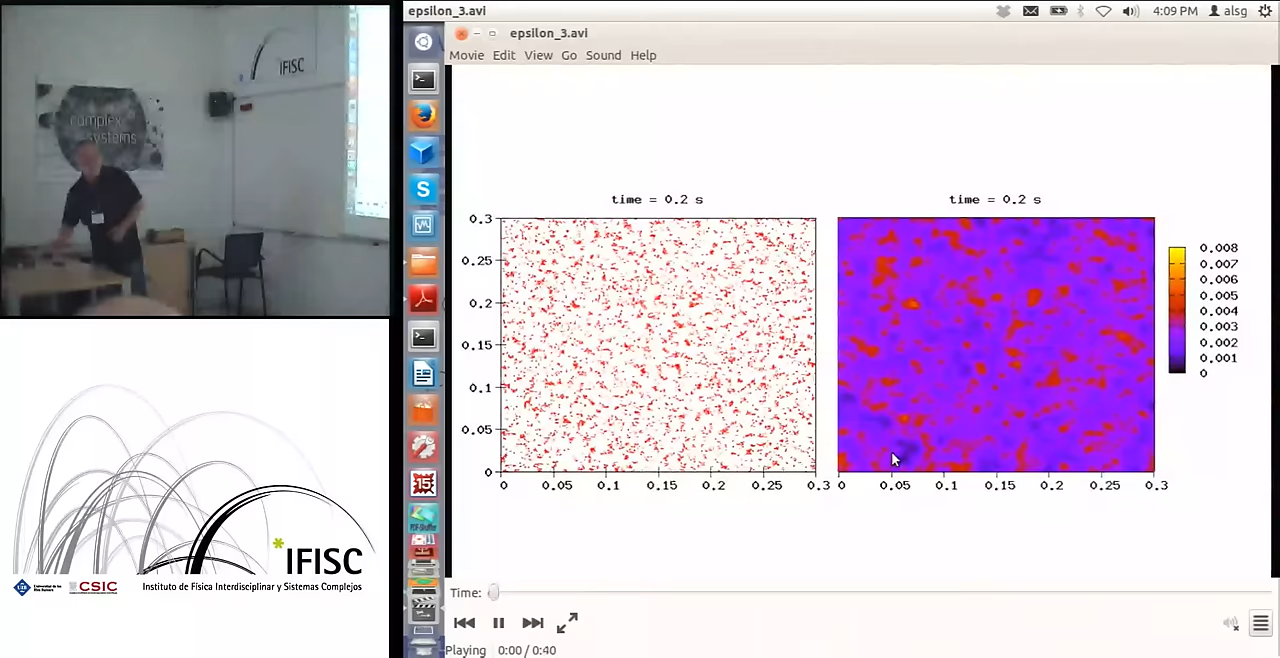 complex
systems
IFISC
epsilon_3.avi
4:09 PM
alsg
epsilon_3.avi
Movie Edit View Go Sound Help
time = 0.2 s
time = 0.2 s
0.3
0.25
0.2
0.15
0.1
0.05
0
0 0.05 0.1 0.15 0.2 0.25 0.3
0 0.05 0.1 0.15 0.2 0.25 0.3
0.008
0.007
0.006
0.005
0.004
0.003
0.002
0.001
0
S
15
PDF-Shuffler
IFISC
UIB
CSIC
Instituto de Física Interdisciplinar y Sistemas Complejos
Time:
Playing 0:00 / 0:40